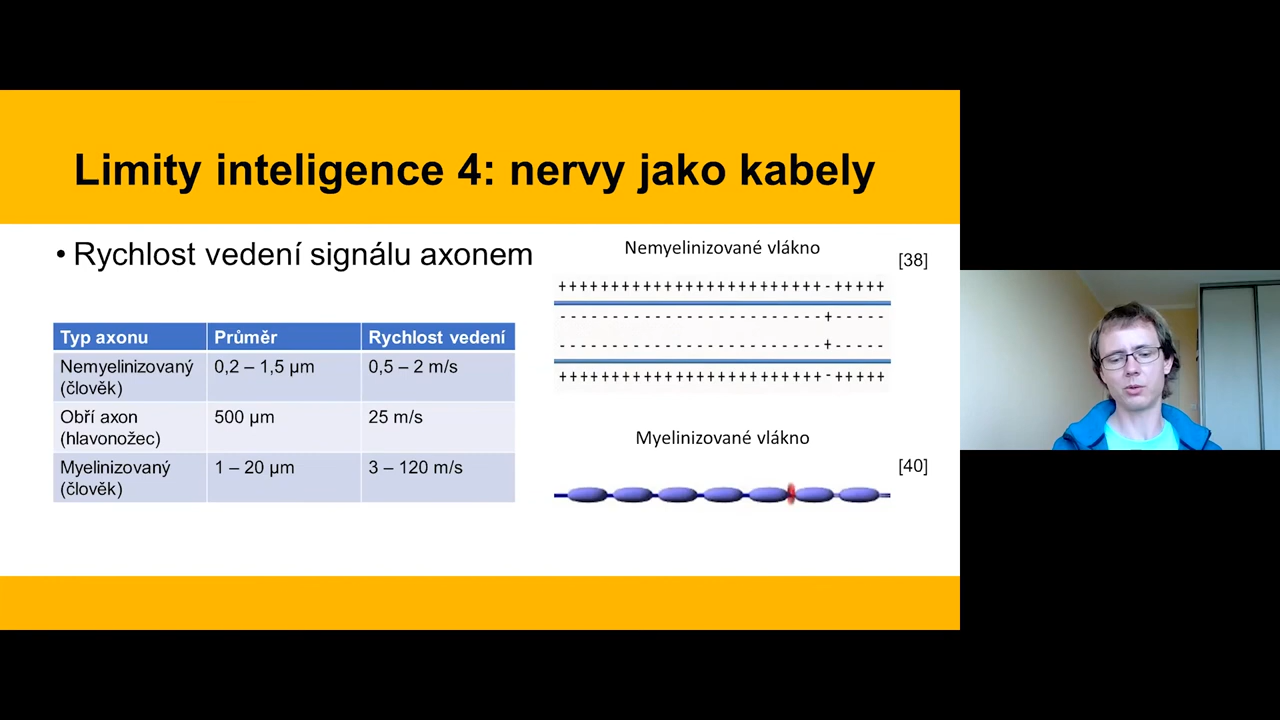 Limity inteligence 4: nervy jako kabely
• Rychlost vedení signálu axonem
Typ axonu Průměr Rychlost vedení
Nemyelinizovaný 0,2 – 1,5 µm 0,5 – 2 m/s
(člověk)
Obří axon 500 µm 25 m/s
(hlavonožec)
Myelinizovaný 1 – 20 µm 3 – 120 m/s
(člověk)
Nemyelinizované vlákno
[38]
+++++++++++++++++++++++++-+++++
-------------------------+-----
-------------------------+-----
+++++++++++++++++++++++++-+++++
Myelinizované vlákno
[40]